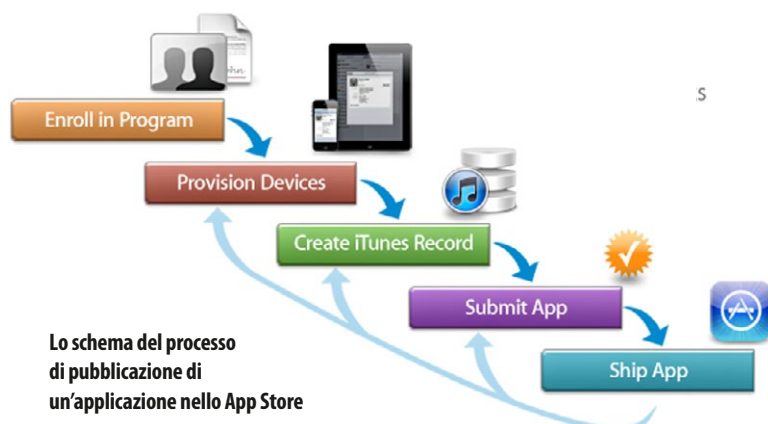 Enroll in Program
Provision Devices
Create iTunes Record
Submit App
Ship App
Lo schema del processo
di pubblicazione di
un’applicazione nello App Store